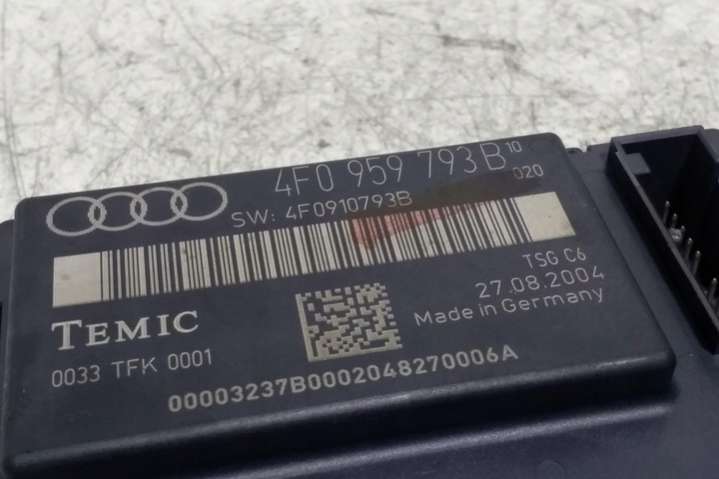 4F0 959 793B 10
020
SW: 4F0910793B
TSG C6
27.08.2004
Made in Germany
TEMIC
0033 TFK 0001
00003237B0002048270006A